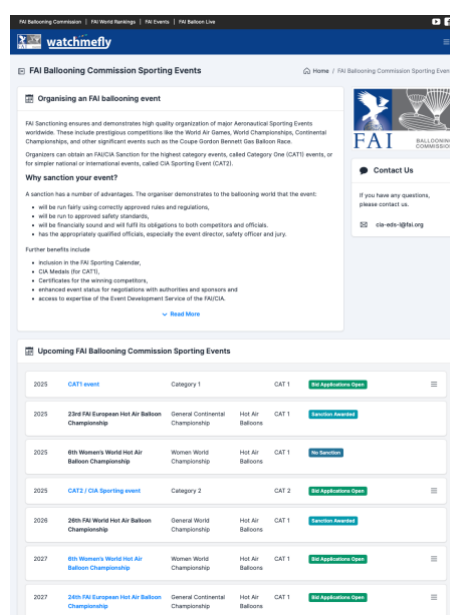 FAI Ballooning Commission | FAI World Rankings | FAI Events | FAI Balloon Live
watchmefly
FAI Ballooning Commission Sporting Events
Home / FAI Ballooning Commission Sporting Even
Organising an FAI ballooning event
FAI Sanctioning ensures and demonstrates high quality organization of major Aeronautical Sporting Events
worldwide. These include prestigious competitions like the World Air Games, World Championships, Continental
Championships, and other significant events such as the Coupe Gordon Bennett Gas Balloon Race.
Organizers can obtain an FAI/CIA Sanction for the highest category events, called Category One (CAT1) events, or
for simpler national or international events, called CIA Sporting Event (CAT2).
Why sanction your event?
A sanction has a number of advantages. The organiser demonstrates to the ballooning world that the event:
• will be run fairly using correctly approved rules and regulations,
• will be run to approved safety standards,
• will be financially sound and will fulfil its obligations to both competitors and officials.
• has the appropriately qualified officials, especially the event director, safety officer and jury.
Further benefits include
• inclusion in the FAI Sporting Calendar,
• CIA Medals (for CAT1),
• Certificates for the winning competitors,
• enhanced event status for negotiations with authorities and sponsors and
• access to expertise of the Event Development Service of the FAI/CIA.
Read More
FAI
BALLOONING
COMMISSION
Contact Us
If you have any questions,
please contact us.
cia-eds-l@fai.org
Upcoming FAI Ballooning Commission Sporting Events
2025 CAT1 event Category 1 CAT 1 Bid Applications Open
2025 23rd FAI European Hot Air Balloon General Continental Hot Air CAT 1 Sanction Awarded
Championship Championship Balloons
2025 6th Women's World Hot Air Women World Hot Air CAT 1 No Sanction
Balloon Championship Championship Balloons
2025 CAT2 / CIA Sporting event Category 2 CAT 2 Bid Applications Open
2026 26th FAI World Hot Air Balloon General World Hot Air CAT 1 Sanction Awarded
Championship Championship Balloons
2027 6th Women's World Hot Air Women World Hot Air CAT 1 Bid Applications Open
Balloon Championship Championship Balloons
2027 24th FAI European Hot Air Balloon General Continental Hot Air CAT 1 Bid Applications Open
Championship Championship Balloons